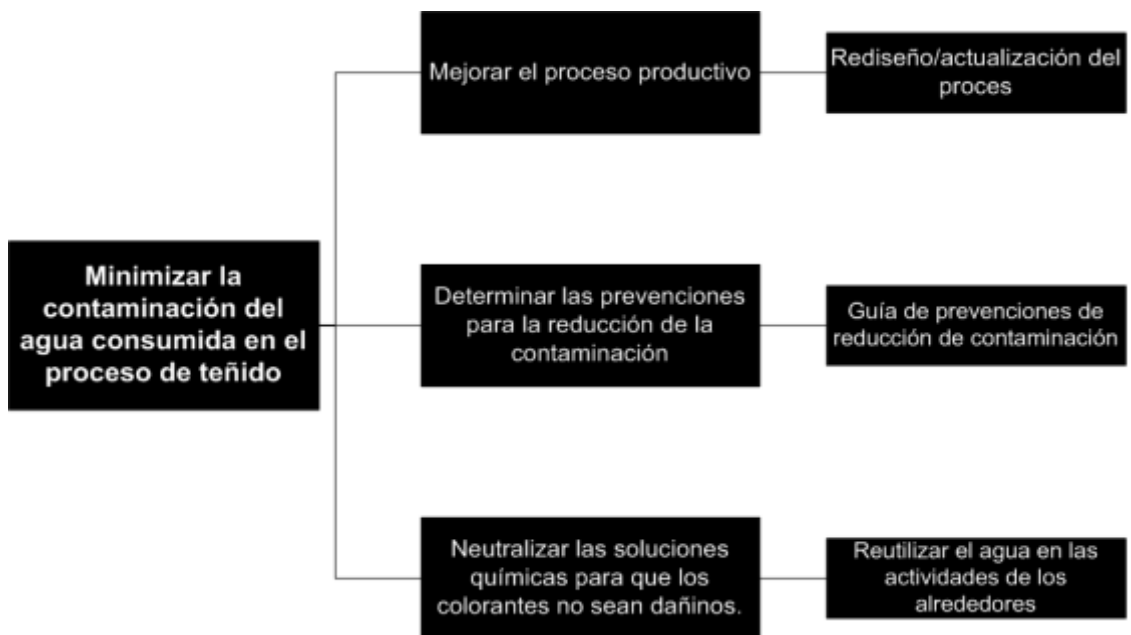 Mejorar el proceso productivo
Rediseño/actualización del
proces
Minimizar la
contaminación del
agua consumida en el
proceso de teñido
Determinar las prevenciones
para la reducción de la
contaminación
Guía de prevenciones de
reducción de contaminación
Neutralizar las soluciones
químicas para que los
colorantes no sean dañinos.
Reutilizar el agua en las
actividades de los
alrededores